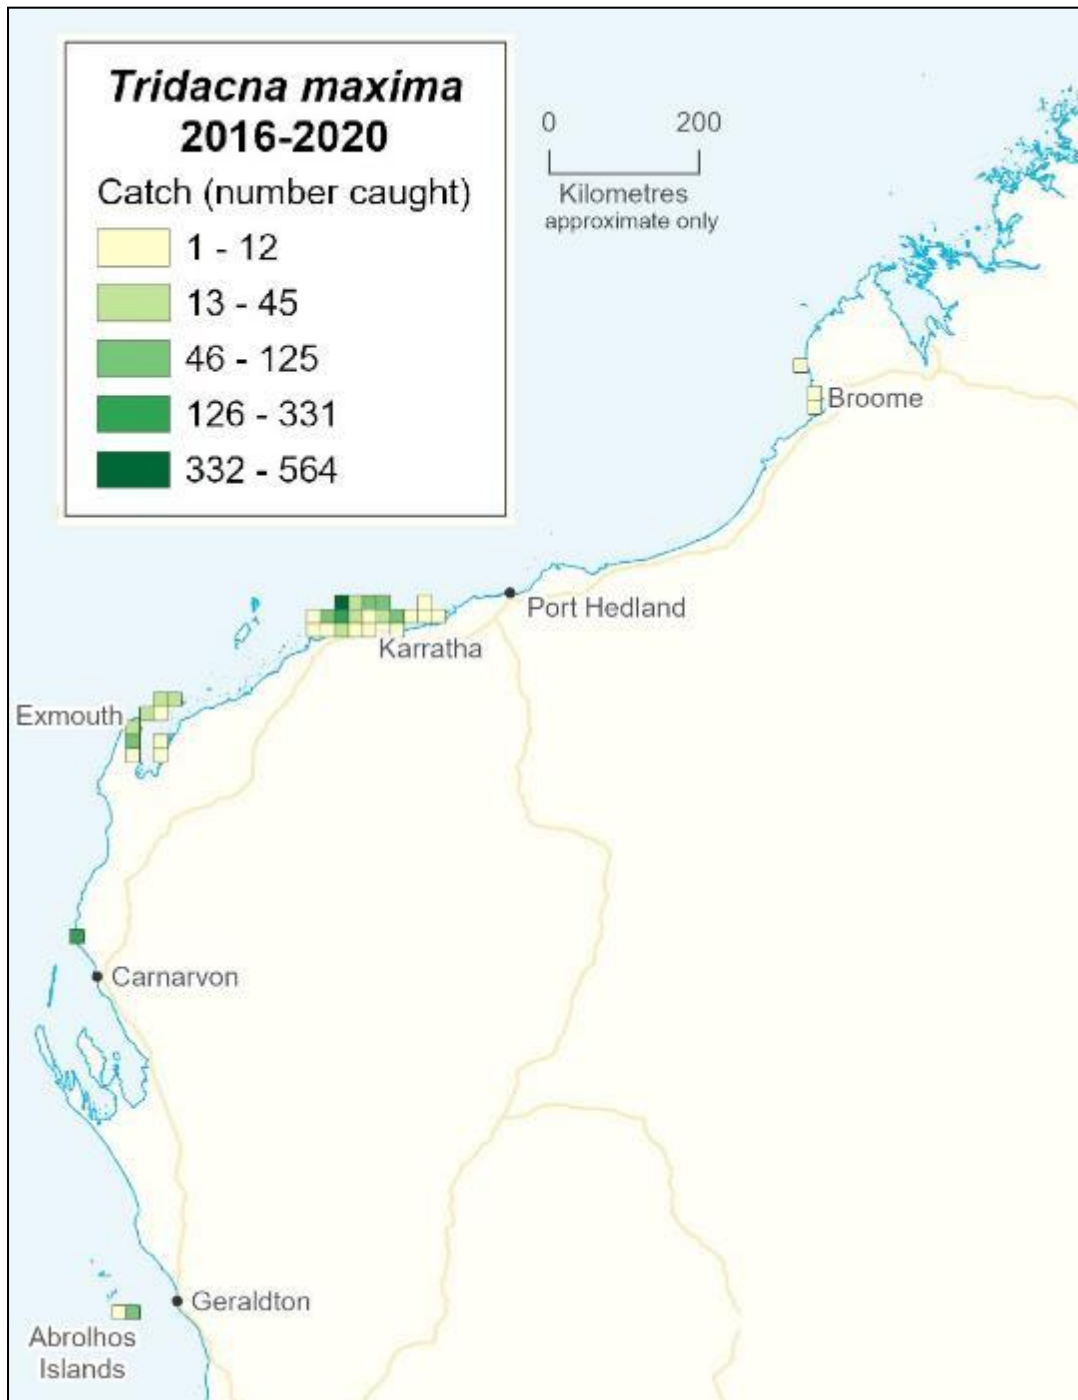 Tridacna maxima
2016-2020
Catch (number caught)
1 - 12
13 - 45
46 - 125
126 - 331
332 - 564
0 200
Kilometres
approximate only
Broome
Port Hedland
Karratha
Exmouth
Carnarvon
Geraldton
Abrolhos
Islands